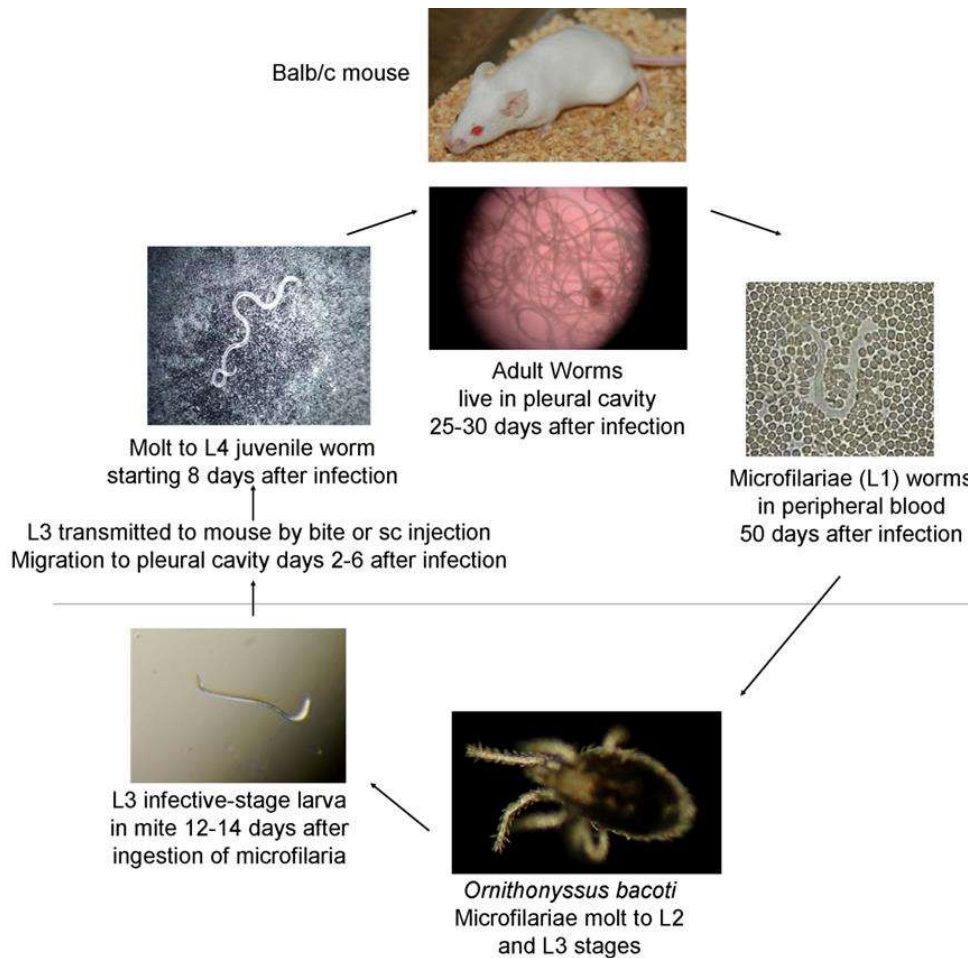 Balb/c mouse
Adult Worms
live in pleural cavity
25-30 days after infection
Microfilariae (L1) worms
in peripheral blood
50 days after infection
Ornithonyssus bacoti
Microfilariae molt to L2
and L3 stages
L3 infective-stage larva
in mite 12-14 days after
ingestion of microfilaria
L3 transmitted to mouse by bite or sc injection
Migration to pleural cavity days 2-6 after infection
Molt to L4 juvenile worm
starting 8 days after infection